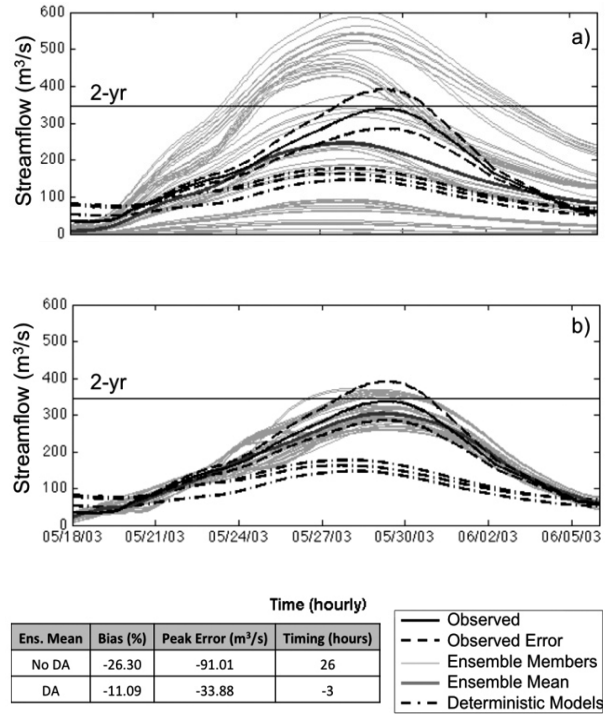 600
500
400
300
200
100
0
Streamflow (m³/s)
2-yr
a)
600
500
400
300
200
100
0
Streamflow (m³/s)
2-yr
b)
05/18/03 05/21/03 05/24/03 05/27/03 05/30/03 06/02/03 06/05/03
Time (hourly)
Ens. Mean Bias (%) Peak Error (m³/s) Timing (hours)
No DA -26.30 -91.01 26
DA -11.09 -33.88 -3
Observed
Observed Error
Ensemble Members
Ensemble Mean
Deterministic Models